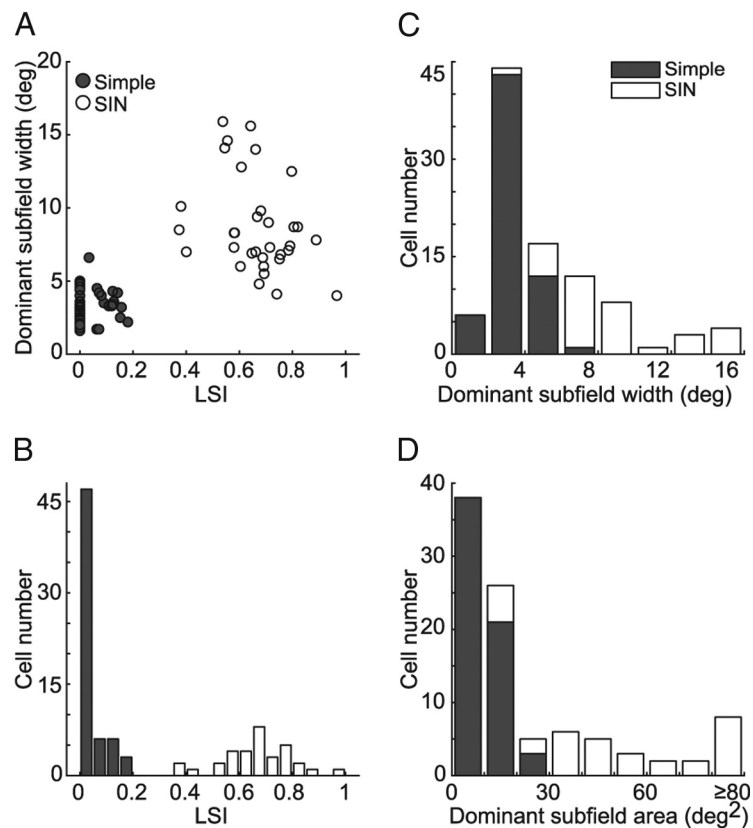 A
Dominant subfield width (deg)
20
15
10
5
0
Simple
SIN
0 0.2 0.4 0.6 0.8 1
LSI
C
Cell number
45
30
15
0
Simple
SIN
0 4 8 12 16
Dominant subfield width (deg)
B
Cell number
45
30
15
0
0 0.2 0.4 0.6 0.8 1
LSI
D
Cell number
40
30
20
10
0
0 30 60 ≥80
Dominant subfield area (deg²)